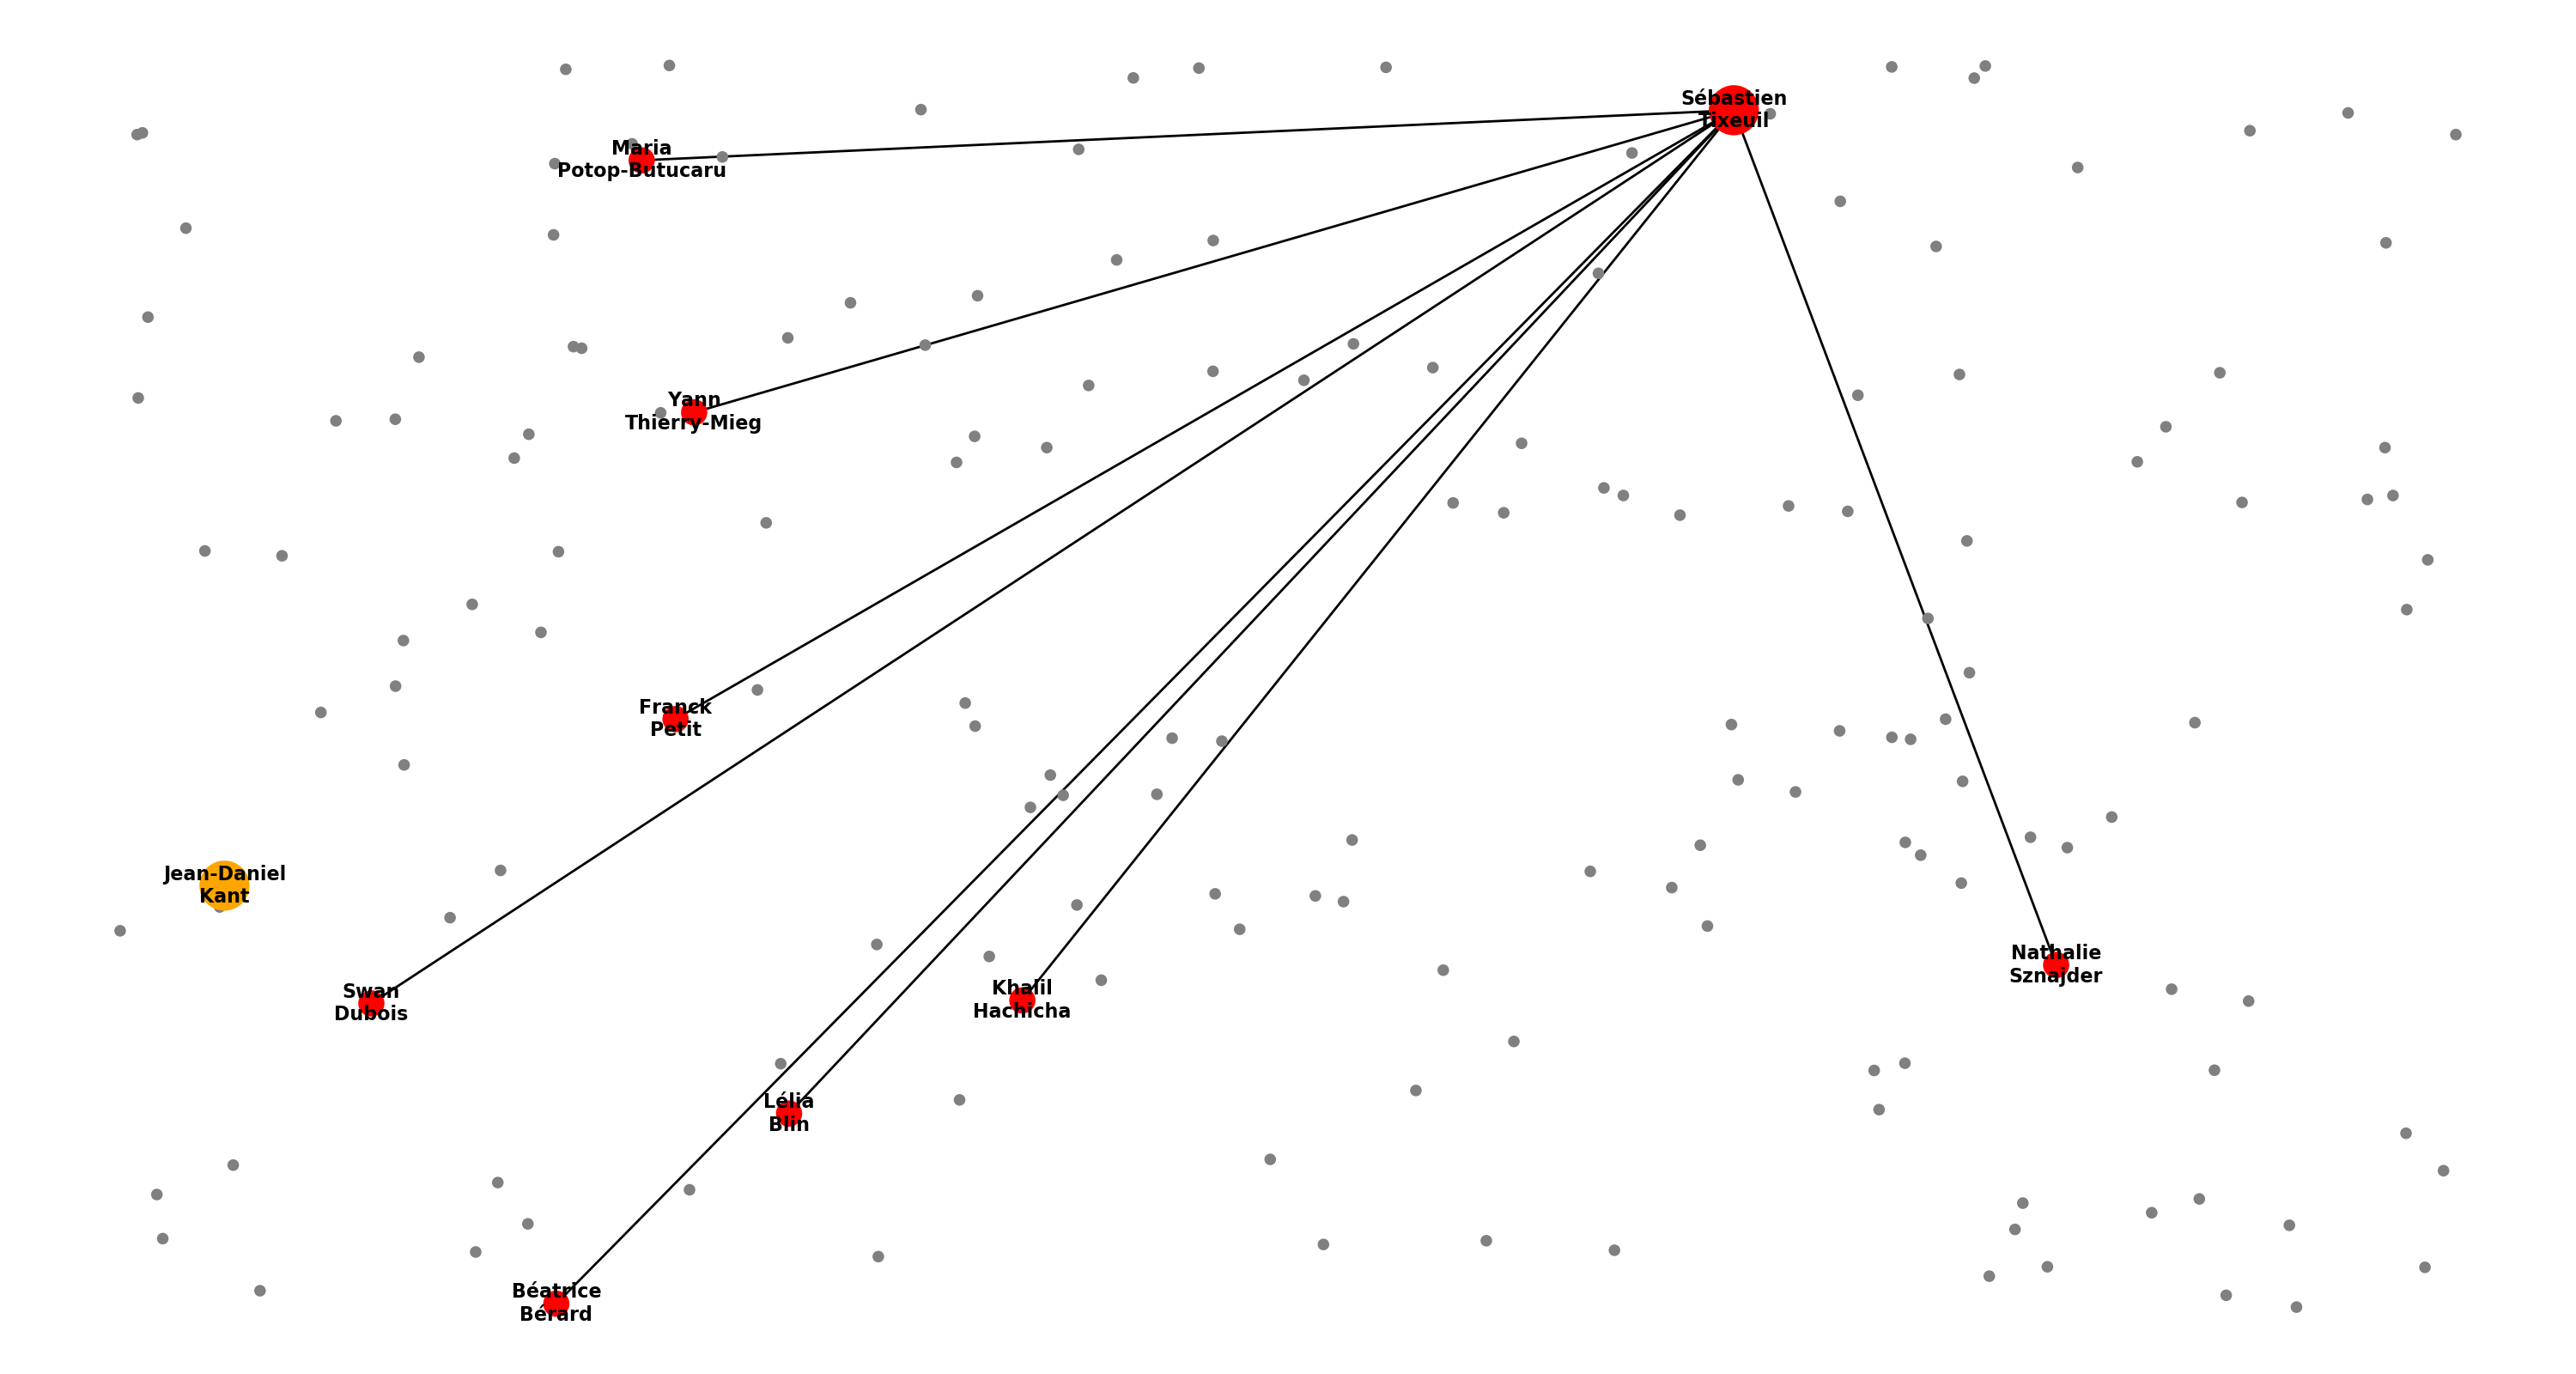 Sébastien
Tixeuil
Maria
Potop-Butucaru
Yann
Thierry-Mieg
Franck
Petit
Jean-Daniel
Kant
Swan
Dubois
Khalil
Hachicha
Nathalie
Sznajder
Lélia
Blin
Béatrice
Bérard